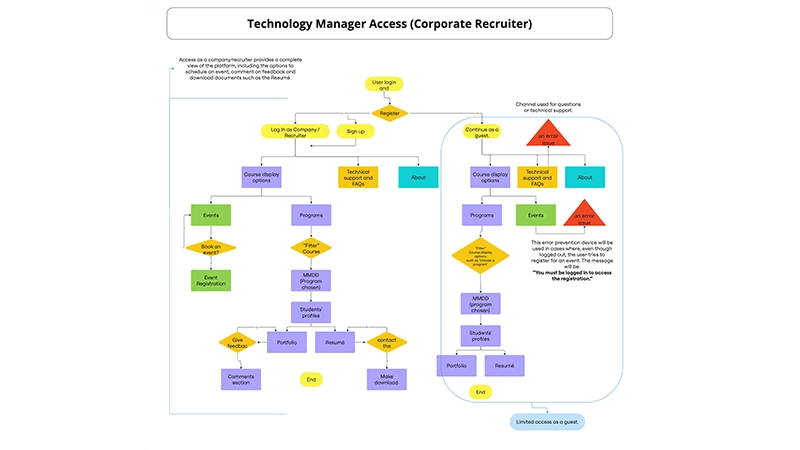 Technology Manager Access (Corporate Recruiter)
Access as a company/recruiter provides a complete
view of the platform, including the options to
schedule an event, comment on feedback and
download documents such as the Resumé.
User login
and
Register
Channel used for questions
or technical support.
Log In as Company /
Recruiter
Sign up
Continue as a
guest.
an error
issue
Course display
options
Technical
support and
FAQs
About
Course display
options
Technical
support and
FAQs
About
Events
Programs
Programs
Events
an error
issue
Book an
event?
"Filter"
Course
"Filter"
Course display
options
such as "choose a
program"
This error prevention device will be
used in cases where, even though
logged out, the user tries to
register for an event. The message
will be:
"You must be logged in to access
the registration."
Event
Registration
MMDD
(Program
chosen)
MMDD
(program
chosen)
Students'
profiles
Students'
profiles
Give
feedbac
Portfolio
Resumé
contact
the
Portfolio
Resumé
Comments
section
End
Make
download.
End
Limited access as a guest.